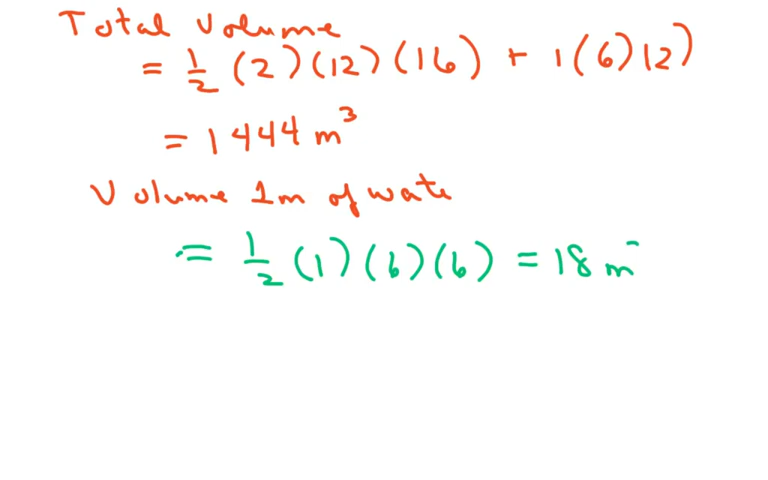 Total Volume
= 1/2 (2)(12)(16) + 1(6)12)
= 1444 m³
Volume 1m of wate
= 1/2 (1)(6)(6) = 18 m